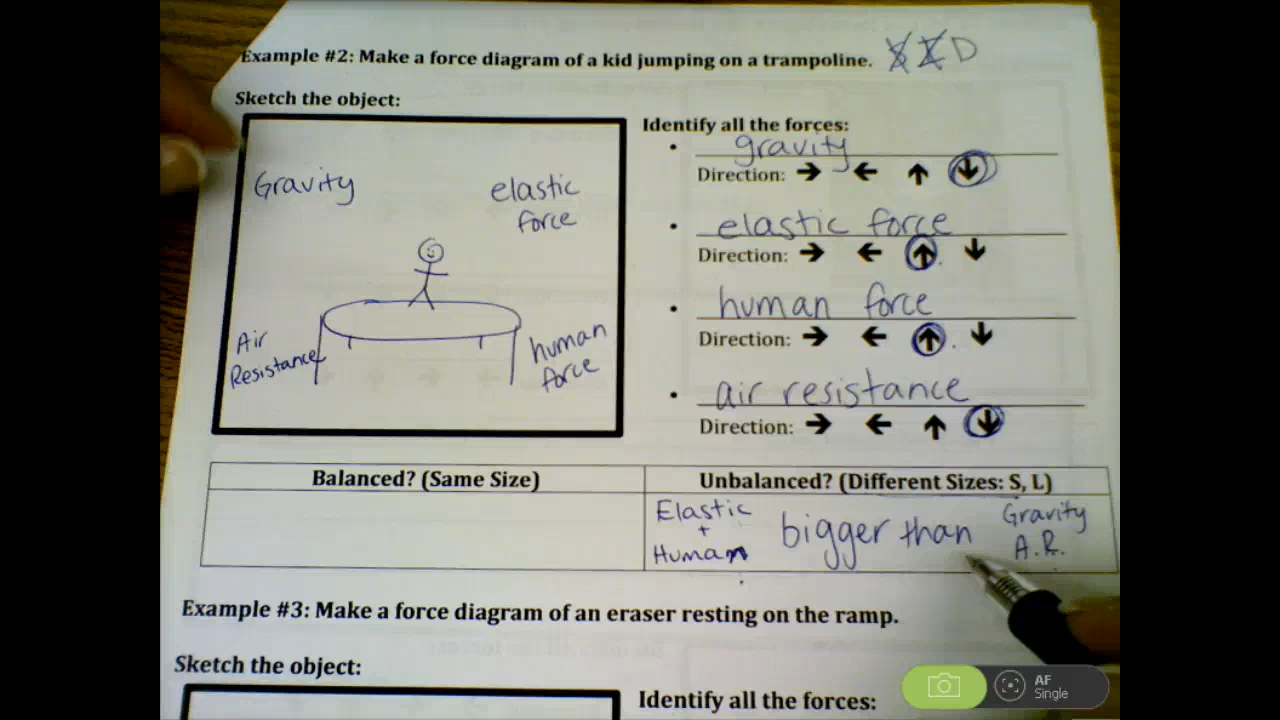 Example #2: Make a force diagram of a kid jumping on a trampoline. S I D
Sketch the object:
Gravity
elastic
force
Air
Resistance
human
force
Identify all the forces:
• gravity
Direction: → ← ↑ ↓
• elastic force
Direction: → ← ↑ ↓
• human force
Direction: → ← ↑ ↓
• air resistance
Direction: → ← ↑ ↓
Balanced? (Same Size)
Unbalanced? (Different Sizes: S, L)
Elastic
+
Human
bigger than
Gravity
A.R.
Example #3: Make a force diagram of an eraser resting on the ramp.
Sketch the object:
Identify all the forces:
AF
Single